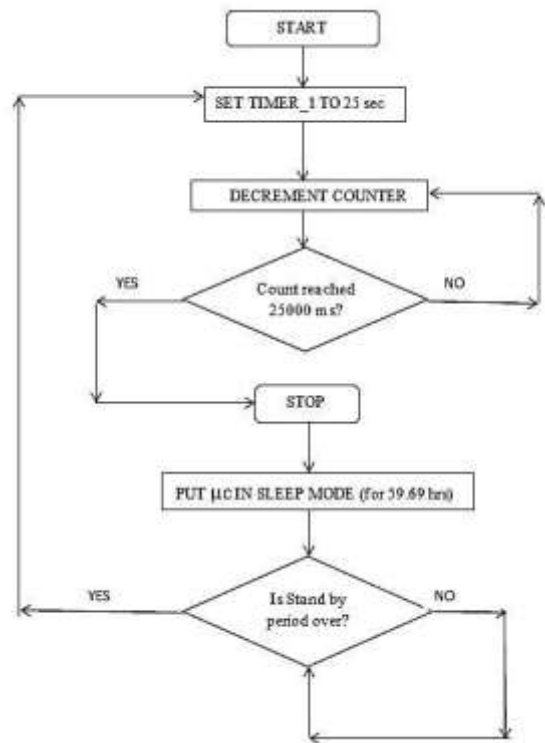 START
SET TIMER_1 TO 25 sec
DECREMENT COUNTER
YES
Count reached
25000 ms?
NO
STOP
PUT μC IN SLEEP MODE (for 59.69 hrs)
YES
Is Stand by
period over?
NO